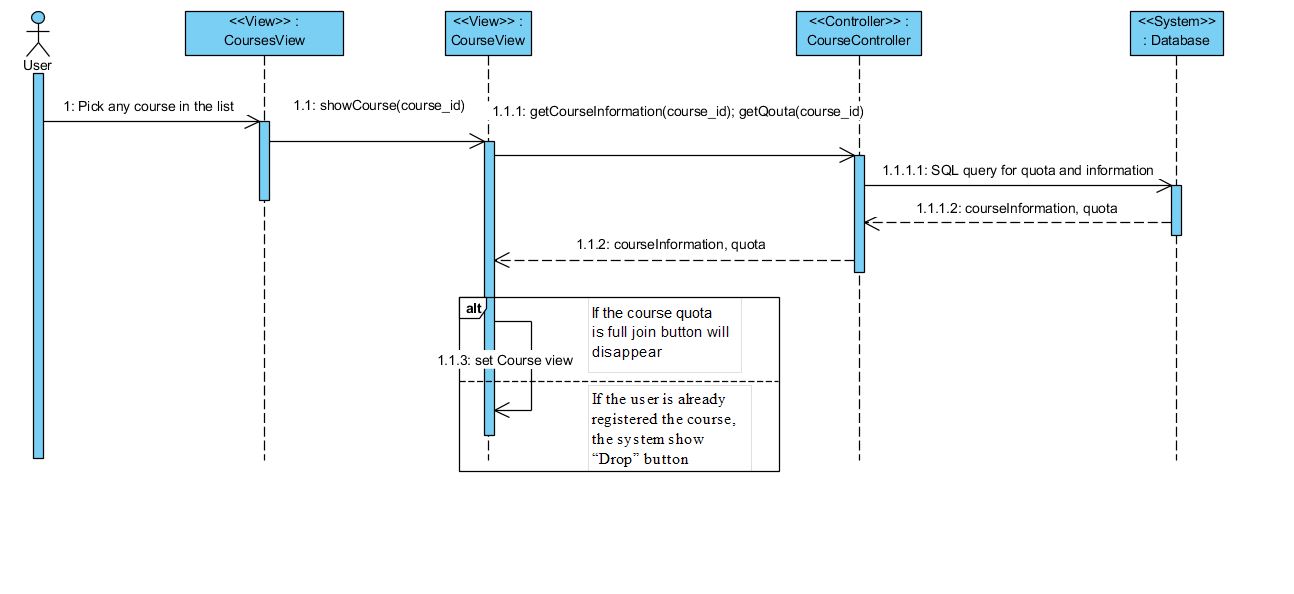 <<View>> :
CoursesView
<<View>> :
CourseView
<<Controller>> :
CourseController
<<System>>
: Database
User
1: Pick any course in the list
1.1: showCourse(course_id)
1.1.1: getCourseInformation(course_id); getQouta(course_id)
1.1.1.1: SQL query for quota and information
1.1.1.2: courseInformation, quota
1.1.2: courseInformation, quota
alt
If the course quota
is full join button will
disappear
1.1.3: set Course view
If the user is already
registered the course,
the system show
“Drop” button